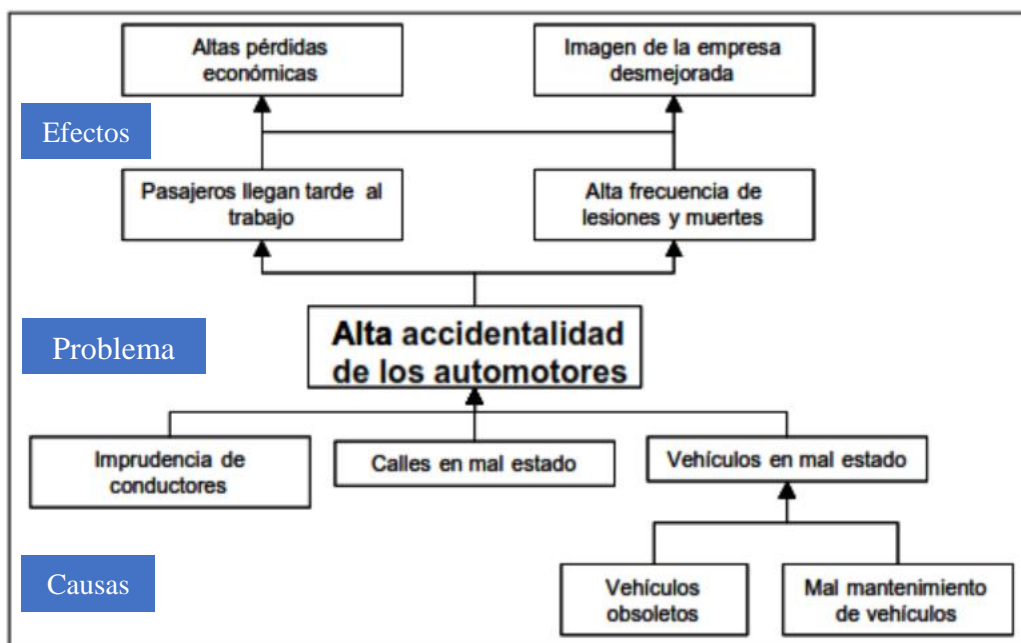 Altas pérdidas
económicas
Imagen de la empresa
desmejorada
Efectos
Pasajeros llegan tarde al
trabajo
Alta frecuencia de
lesiones y muertes
Problema
Alta accidentalidad
de los automotores
Imprudencia de
conductores
Calles en mal estado
Vehículos en mal estado
Causas
Vehículos
obsoletos
Mal mantenimiento
de vehículos